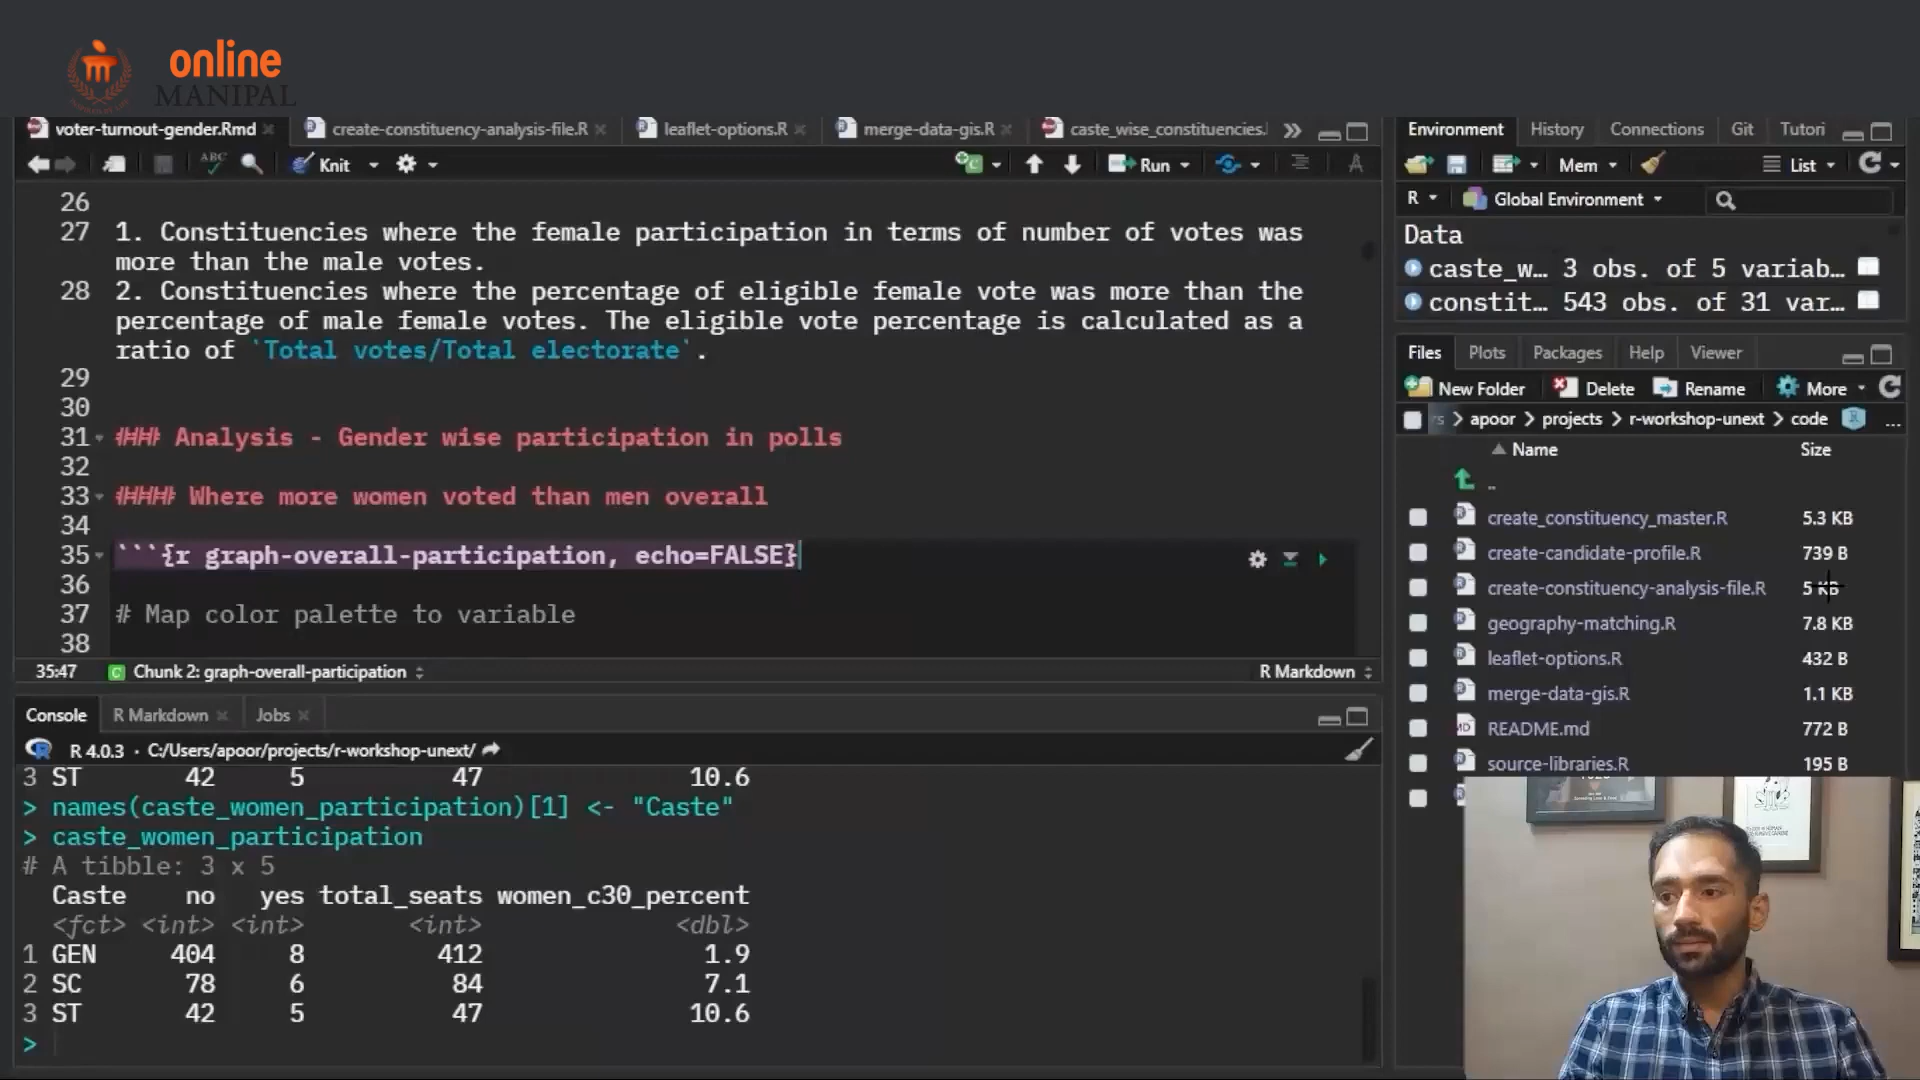 online
MANIPAL
voter-turnout-gender.Rmd
create-constituency-analysis-file.R
leaflet-options.R
merge-data-gis.R
caste_wise_constituencies.
ABC
Knit
Run
26
27 1. Constituencies where the female participation in terms of number of votes was
more than the male votes.
28 2. Constituencies where the percentage of eligible female vote was more than the
percentage of male female votes. The eligible vote percentage is calculated as a
ratio of `Total votes/Total electorate`.
29
30
31 ### Analysis - Gender wise participation in polls
32
33 #### Where more women voted than men overall
34
35 ```{r graph-overall-participation, echo=FALSE}
36
37 # Map color palette to variable
38
35:47 Chunk 2: graph-overall-participation R Markdown
Console R Markdown Jobs
R 4.0.3 · C:/Users/apoor/projects/r-workshop-unext/
3 ST 42 5 47 10.6
> names(caste_women_participation)[1] <- "Caste"
> caste_women_participation
# A tibble: 3 x 5
Caste no yes total_seats women_c30_percent
<fct> <int> <int> <int> <dbl>
1 GEN 404 8 412 1.9
2 SC 78 6 84 7.1
3 ST 42 5 47 10.6
>
Environment History Connections Git Tutori
Mem List
R Global Environment
Data
caste_w… 3 obs. of 5 variab…
constit… 543 obs. of 31 var…
Files Plots Packages Help Viewer
New Folder Delete Rename More
rs > apoor > projects > r-workshop-unext > code ...
Name Size
..
create_constituency_master.R 5.3 KB
create-candidate-profile.R 739 B
create-constituency-analysis-file.R 5 KB
geography-matching.R 7.8 KB
leaflet-options.R 432 B
merge-data-gis.R 1.1 KB
README.md 772 B
source-libraries.R 195 B